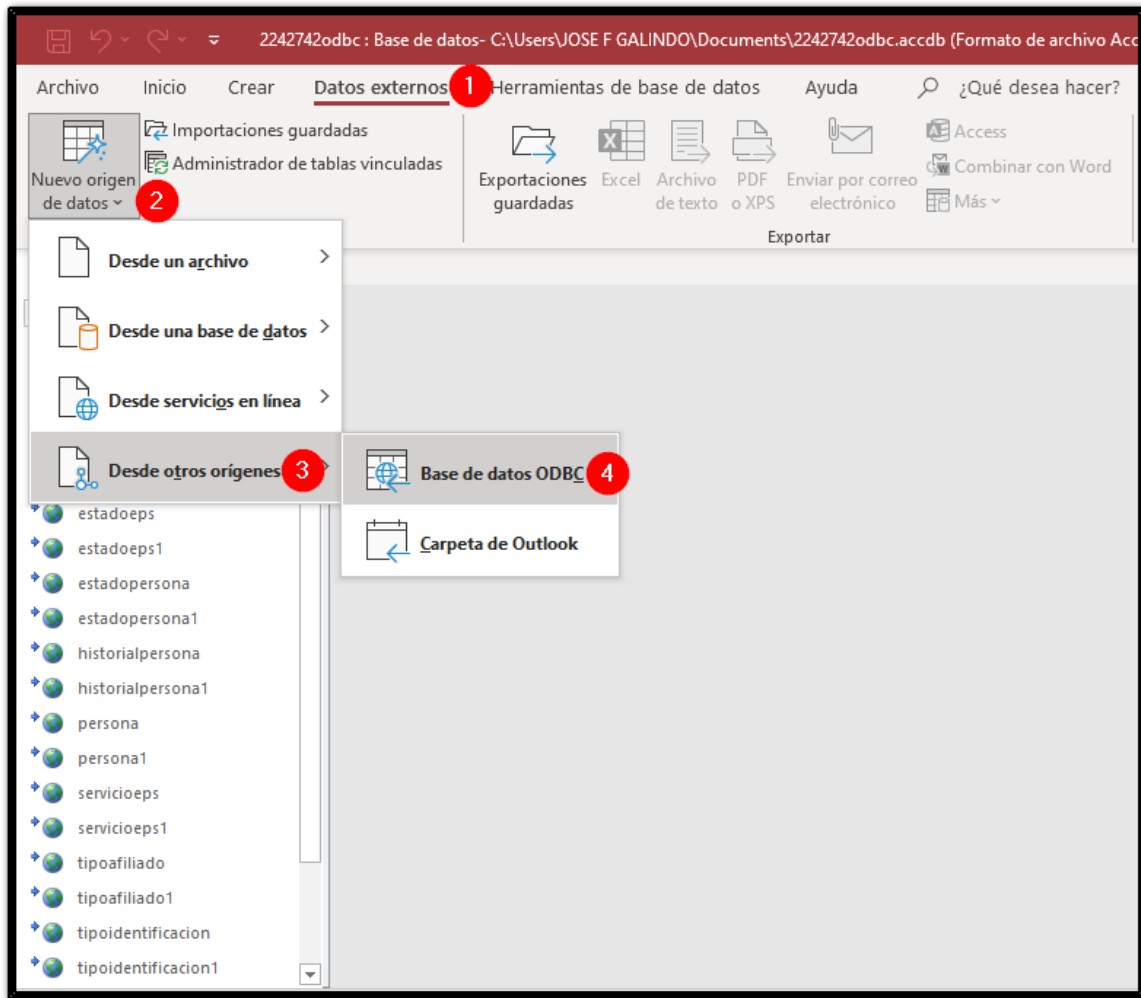 2242742odbc : Base de datos- C:\Users\JOSE F GALINDO\Documents\2242742odbc.accdb (Formato de archivo Acc
Archivo Inicio Crear Datos externos 1 Herramientas de base de datos Ayuda ¿Qué desea hacer?
Nuevo origen
de datos 2
Importaciones guardadas
Administrador de tablas vinculadas
Exportaciones
guardadas
Excel
Archivo
de texto
PDF
o XPS
Enviar por correo
electrónico
Access
Combinar con Word
Más
Exportar
Desde un archivo
Desde una base de datos
Desde servicios en línea
Desde otros orígenes 3
Base de datos ODBC 4
Carpeta de Outlook
estadoeps
estadoeps1
estadopersona
estadopersona1
historialpersona
historialpersona1
persona
persona1
servicioeps
servicioeps1
tipoafiliado
tipoafiliado1
tipoidentificacion
tipoidentificacion1